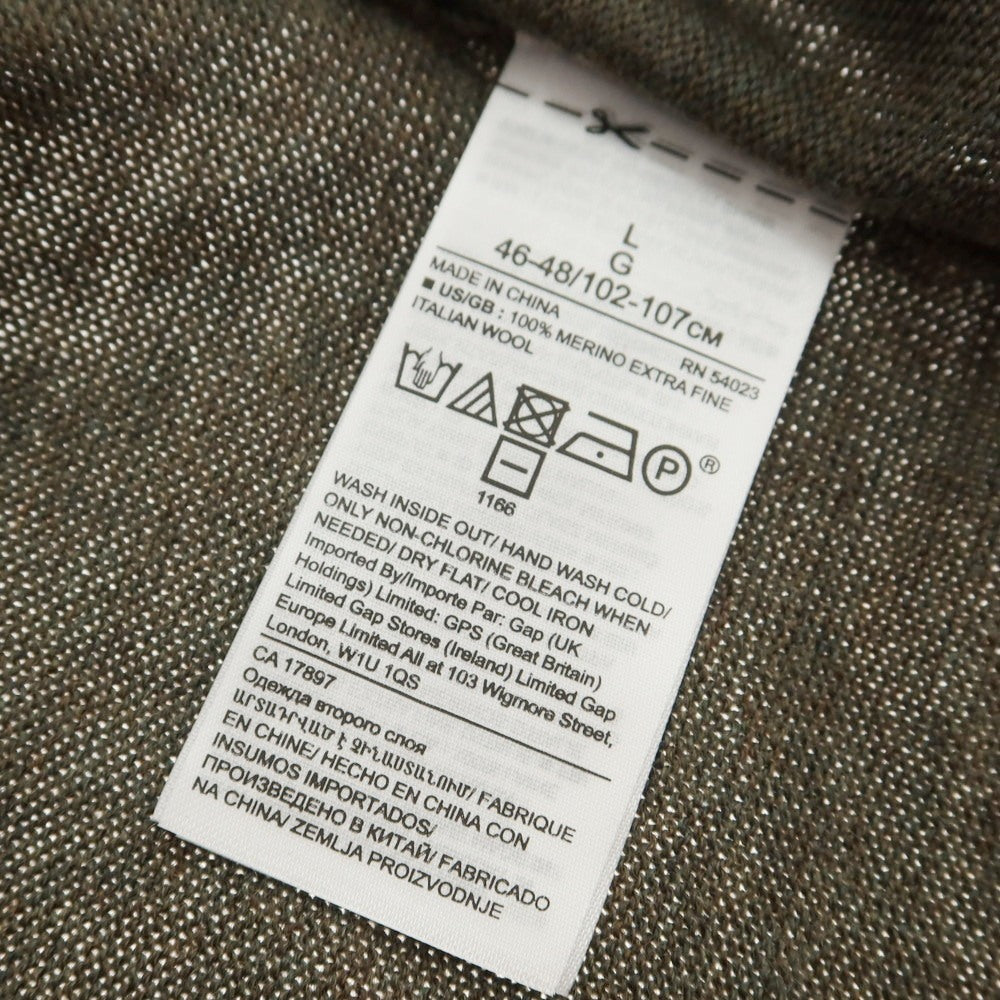 L
G
46-48/102-107CM
MADE IN CHINA
RN 54023
■ US/GB : 100% MERINO EXTRA FINE
ITALIAN WOOL
P ®
1166
WASH INSIDE OUT/ HAND WASH COLD/
ONLY NON-CHLORINE BLEACH WHEN
NEEDED/ DRY FLAT/ COOL IRON
Imported By/Importe Par: Gap (UK
Holdings) Limited: GPS (Great Britain)
Limited Gap Stores (Ireland) Limited Gap
Europe Limited All at 103 Wigmore Street,
London, W1U 1QS
CA 17897
Одежда второго слоя
ԱՐՏԱԴՐՎԱԾ Է ՉԻՆԱՍՏԱՆՈՒՄ/ FABRIQUE
EN CHINE/ HECHO EN CHINA CON
INSUMOS IMPORTADOS/
ПРОИЗВЕДЕНО В КИТАЙ/ FABRICADO
NA CHINA/ ZEMLJA PROIZVODNJE